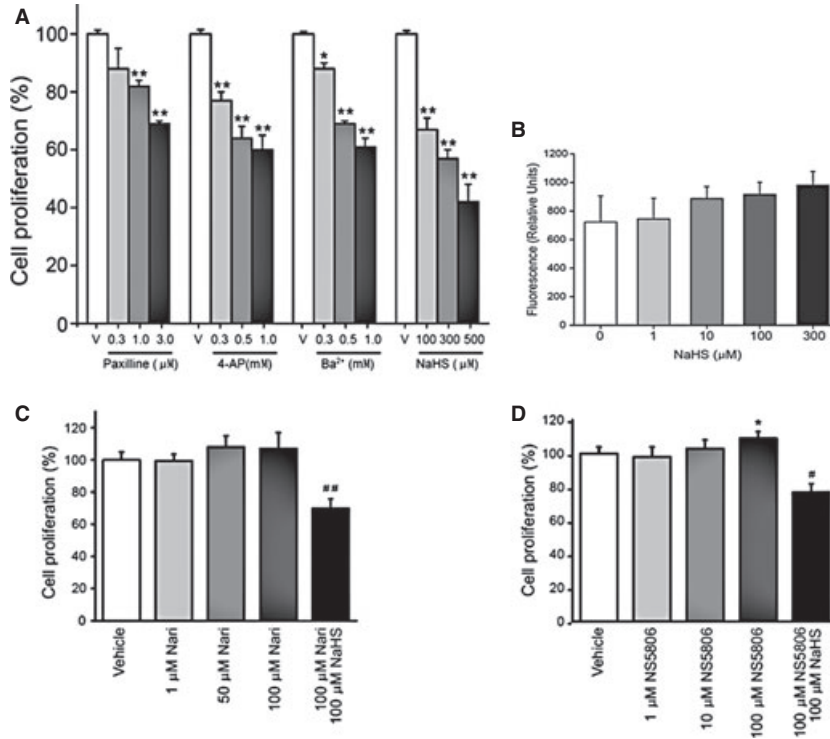 A
Cell proliferation (%)
100
80
60
40
20
0
**
**
**
**
**
*
**
**
**
**
**
V 0.3 1.0 3.0 V 0.3 0.5 1.0 V 0.3 0.5 1.0 V 100 300 500
Paxilline (µM) 4-AP(mM) Ba²⁺ (mM) NaHS (µM)
B
Fluorescence (Relative Units)
1200
1000
800
600
400
200
0
0 1 10 100 300
NaHS (µM)
C
Cell proliferation (%)
120
100
80
60
40
20
0
##
Vehicle
1 µM Nari
50 µM Nari
100 µM Nari
100 µM Nari
100 µM NaHS
D
Cell proliferation (%)
120
100
80
60
40
20
0
*
#
Vehicle
1 µM NS5806
10 µM NS5806
100 µM NS5806
100 µM NS5806
100 µM NaHS